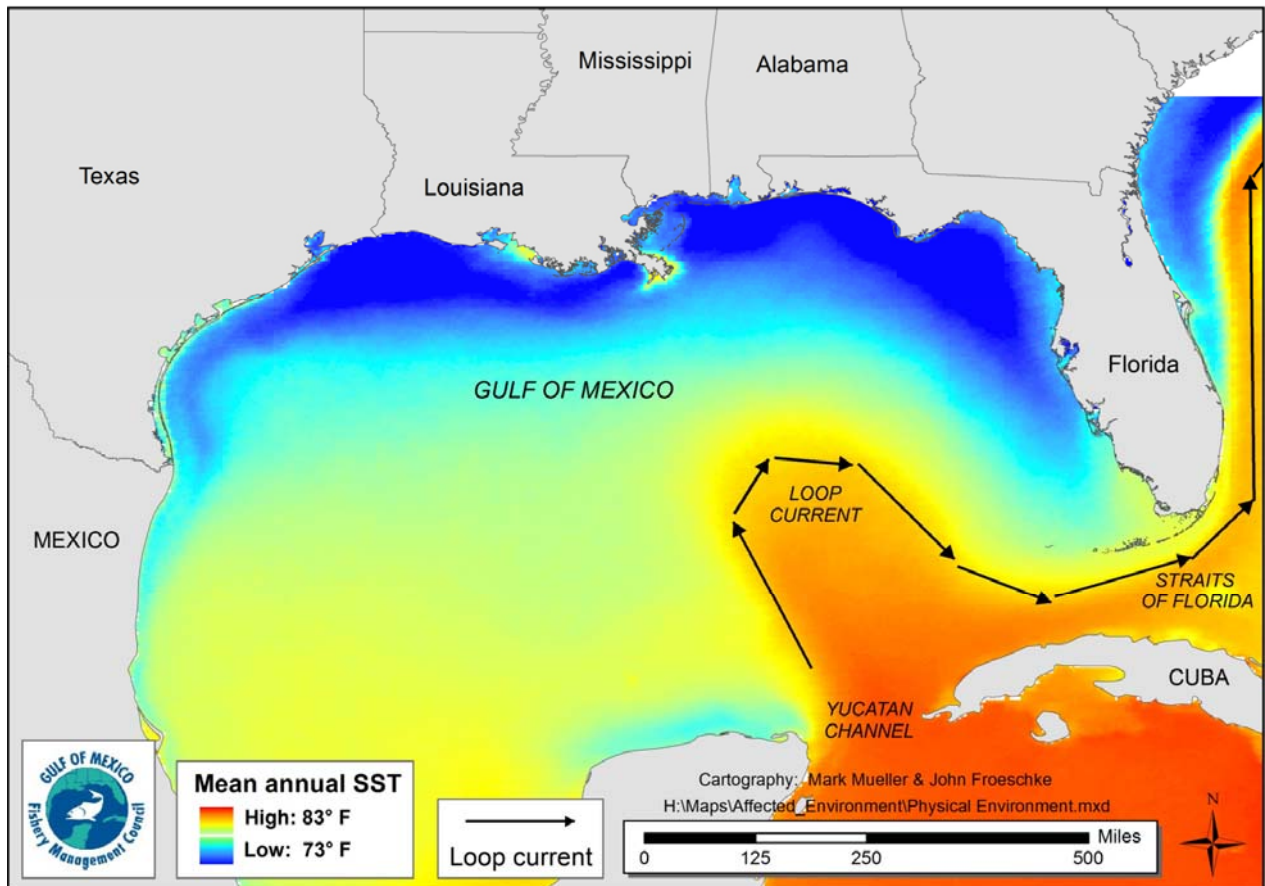 Mississippi
Alabama
Texas
Louisiana
GULF OF MEXICO
Florida
LOOP
CURRENT
MEXICO
STRAITS
OF FLORIDA
CUBA
YUCATAN
CHANNEL
GULF OF MEXICO
Fishery Management Council
Mean annual SST
High: 83° F
Low: 73° F
Loop current
Cartography: Mark Mueller & John Froeschke
H:\Maps\Affected_Environment\Physical Environment.mxd
Miles
0 125 250 500
N